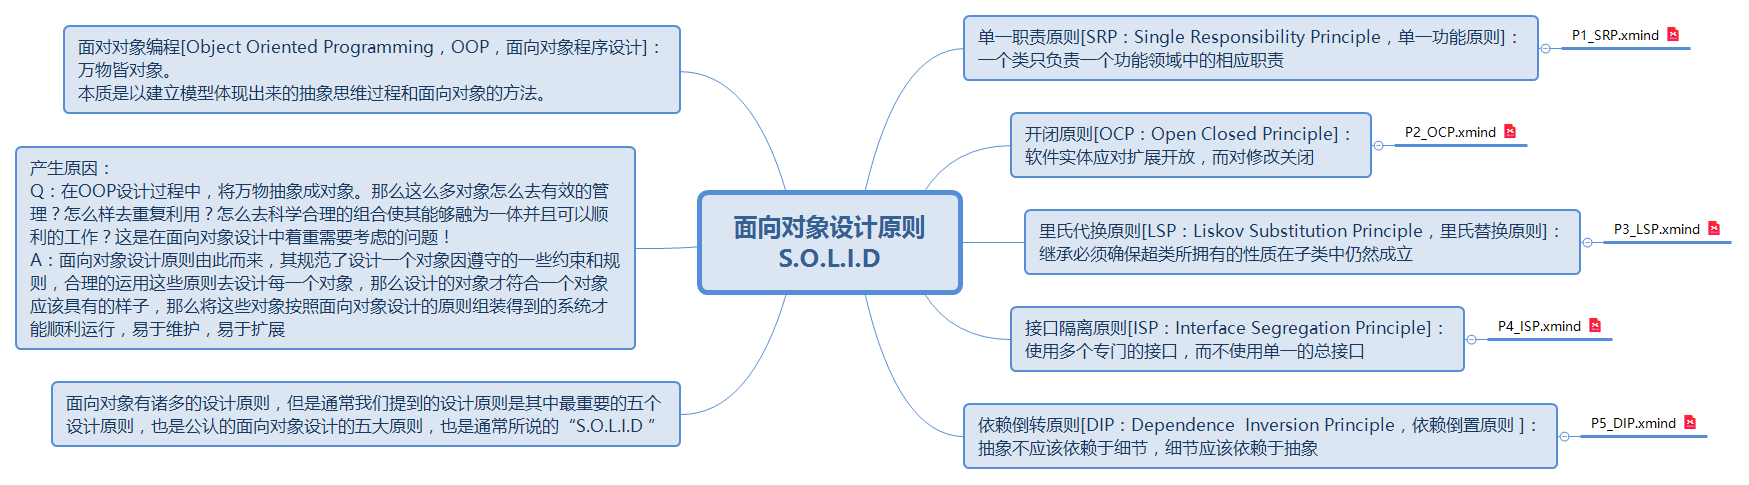 面对对象编程[Object Oriented Programming，OOP，面向对象程序设计]：
万物皆对象。
本质是以建立模型体现出来的抽象思维过程和面向对象的方法。
产生原因：
Q：在OOP设计过程中，将万物抽象成对象。那么这么多对象怎么去有效的管
理？怎么样去重复利用？怎么去科学合理的组合使其能够融为一体并且可以顺
利的工作？这是在面向对象设计中着重需要考虑的问题！
A：面向对象设计原则由此而来，其规范了设计一个对象因遵守的一些约束和规
则，合理的运用这些原则去设计每一个对象，那么设计的对象才符合一个对象
应该具有的样子，那么将这些对象按照面向对象设计的原则组装得到的系统才
能顺利运行，易于维护，易于扩展
面向对象有诸多的设计原则，但是通常我们提到的设计原则是其中最重要的五个
设计原则，也是公认的面向对象设计的五大原则，也是通常所说的“S.O.L.I.D ”
面向对象设计原则
S.O.L.I.D
单一职责原则[SRP：Single Responsibility Principle，单一功能原则]：
一个类只负责一个功能领域中的相应职责
P1_SRP.xmind
开闭原则[OCP：Open Closed Principle]：
软件实体应对扩展开放，而对修改关闭
P2_OCP.xmind
里氏代换原则[LSP：Liskov Substitution Principle，里氏替换原则]：
继承必须确保超类所拥有的性质在子类中仍然成立
P3_LSP.xmind
接口隔离原则[ISP：Interface Segregation Principle]：
使用多个专门的接口，而不使用单一的总接口
P4_ISP.xmind
依赖倒转原则[DIP：Dependence  Inversion Principle，依赖倒置原则 ]：
抽象不应该依赖于细节，细节应该依赖于抽象
P5_DIP.xmind